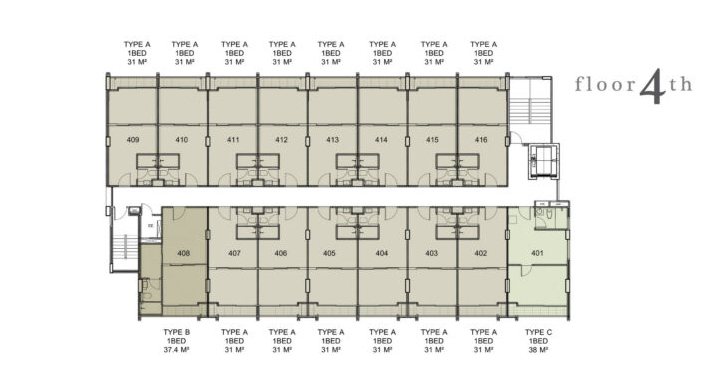 TYPE A TYPE A TYPE A TYPE A TYPE A TYPE A TYPE A TYPE A
1BED 1BED 1BED 1BED 1BED 1BED 1BED 1BED
31 M² 31 M² 31 M² 31 M² 31 M² 31 M² 31 M² 31 M²
floor 4th
409 410 411 412 413 414 415 416
408 407 406 405 404 403 402 401
TYPE B TYPE A TYPE A TYPE A TYPE A TYPE A TYPE A TYPE C
1BED 1BED 1BED 1BED 1BED 1BED 1BED 1BED
37.4 M² 31 M² 31 M² 31 M² 31 M² 31 M² 31 M² 38 M²